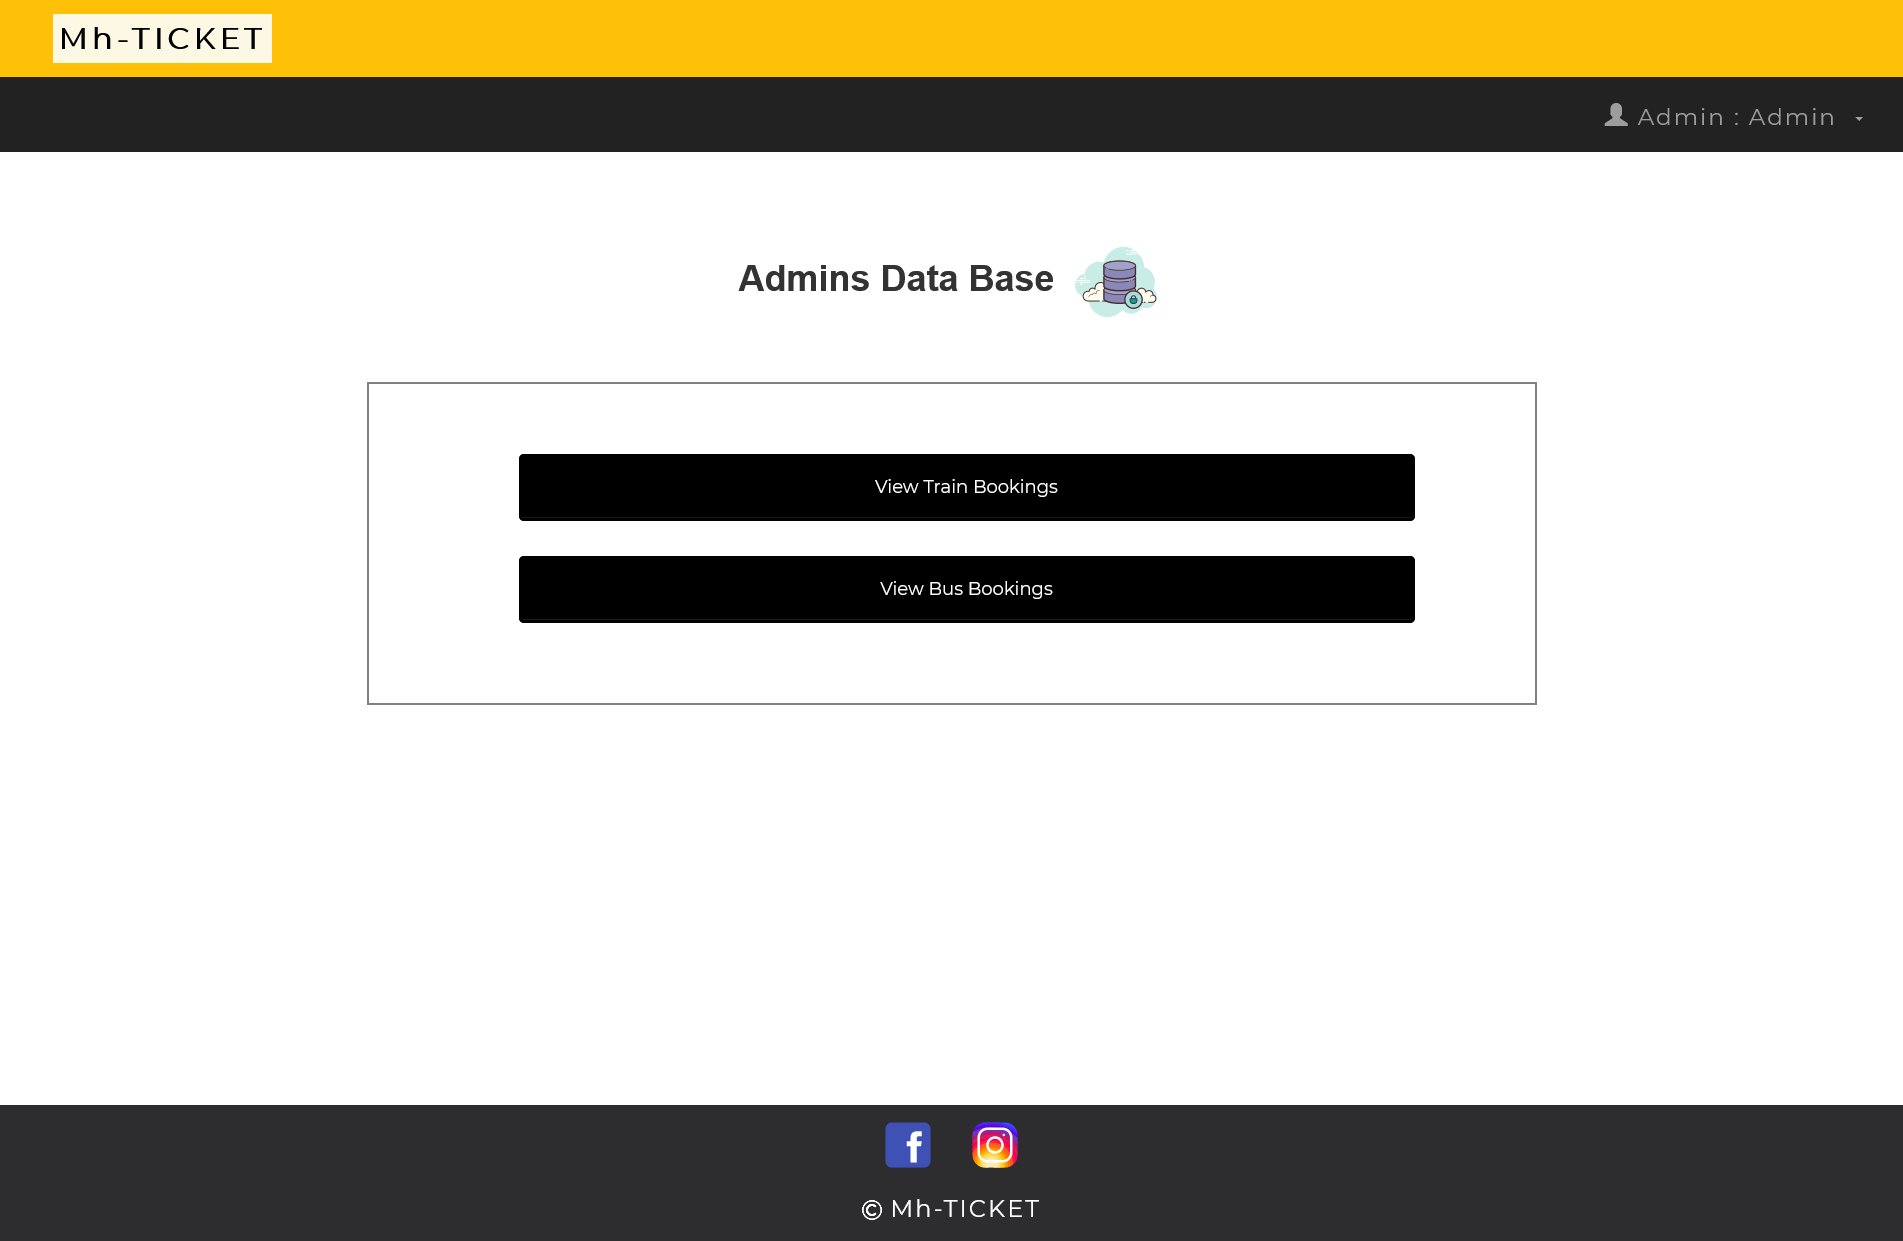 Mh-TICKET
Admin : Admin
Admins Data Base
View Train Bookings
View Bus Bookings
© Mh-TICKET